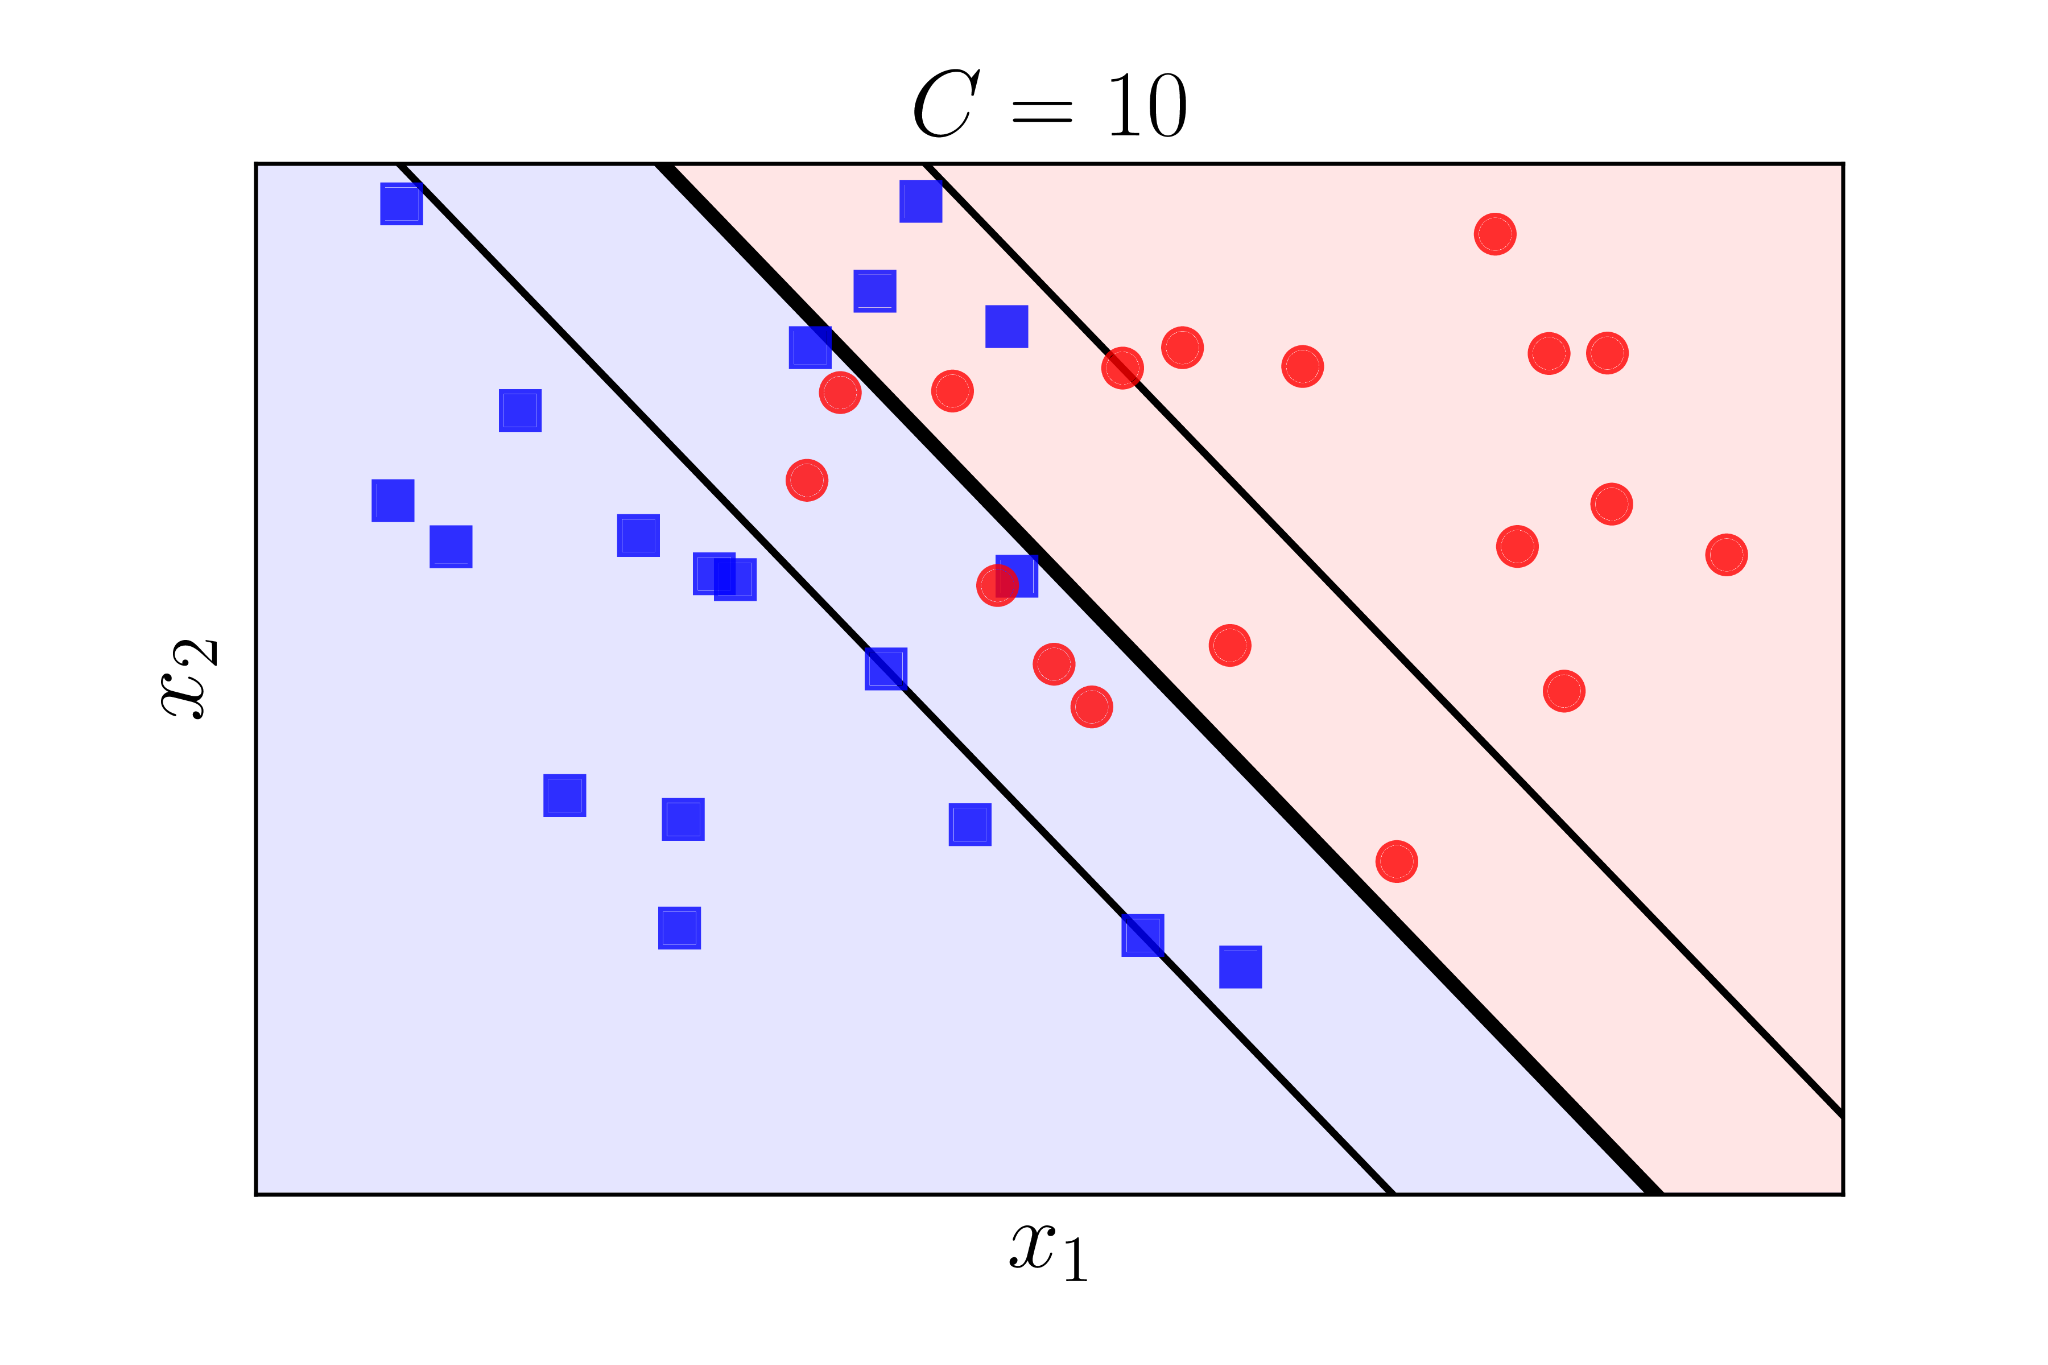 C = 10
x₂
x₁